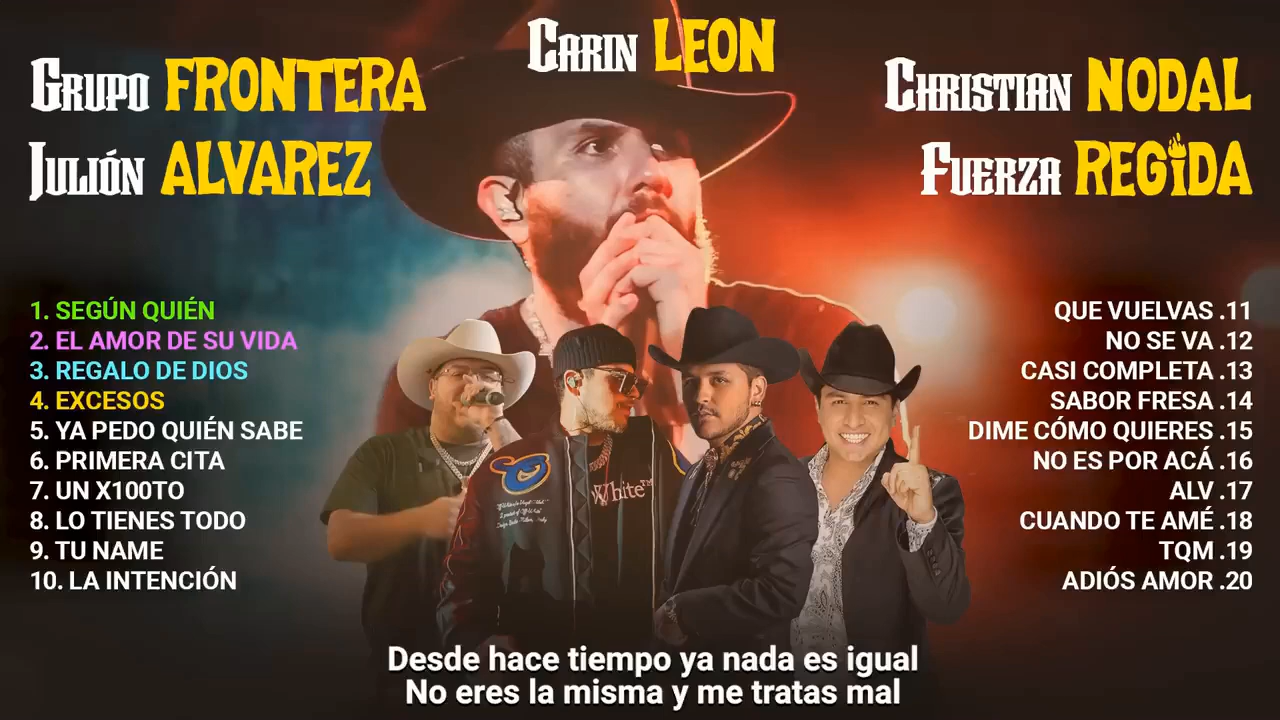 CARIN LEON
GRUPO FRONTERA
JULIÓN ALVAREZ
CHRISTIAN NODAL
FUERZA REGIDA
1. SEGÚN QUIÉN
2. EL AMOR DE SU VIDA
3. REGALO DE DIOS
4. EXCESOS
5. YA PEDO QUIÉN SABE
6. PRIMERA CITA
7. UN X100TO
8. LO TIENES TODO
9. TU NAME
10. LA INTENCIÓN
QUE VUELVAS .11
NO SE VA .12
CASI COMPLETA .13
SABOR FRESA .14
DIME CÓMO QUIERES .15
NO ES POR ACÁ .16
ALV .17
CUANDO TE AMÉ .18
TQM .19
ADIÓS AMOR .20
White
Desde hace tiempo ya nada es igual
No eres la misma y me tratas mal